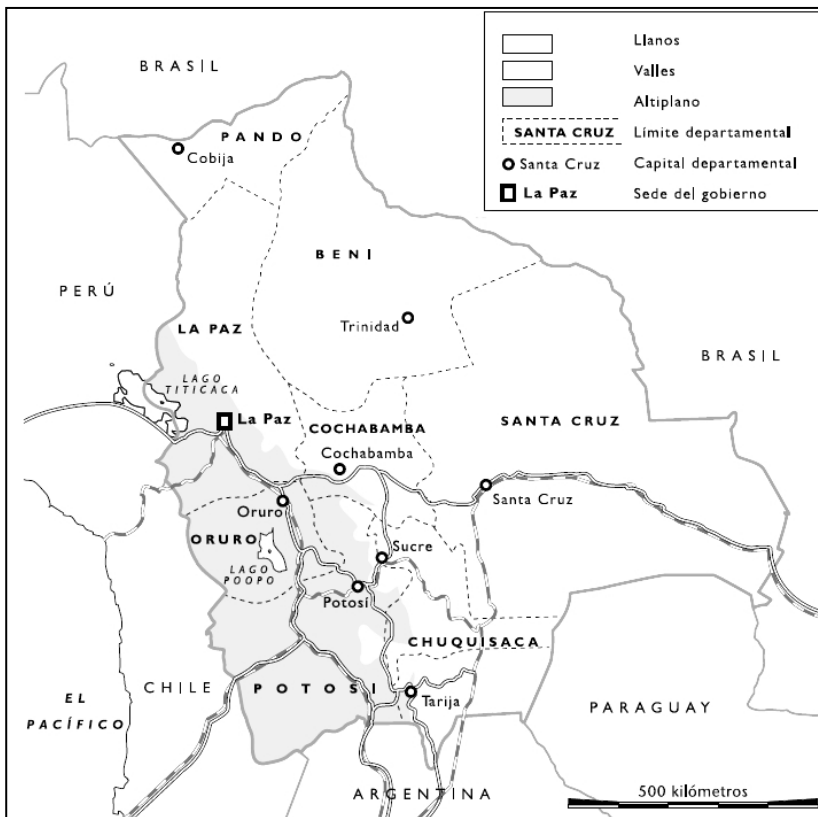 Llanos
Valles
Altiplano
SANTA CRUZ Límite departamental
Santa Cruz Capital departamental
La Paz Sede del gobierno
BRASIL
PANDO
Cobija
BENI
PERÚ
Trinidad
LA PAZ
BRASIL
LAGO
TITICACA
La Paz
COCHABAMBA
SANTA CRUZ
Cochabamba
Santa Cruz
Oruro
ORURO
Sucre
LAGO
POOPO
Potosí
CHUQUISACA
CHILE
POTOSI
Tarija
EL
PACÍFICO
PARAGUAY
ARGENTINA
500 kilómetros